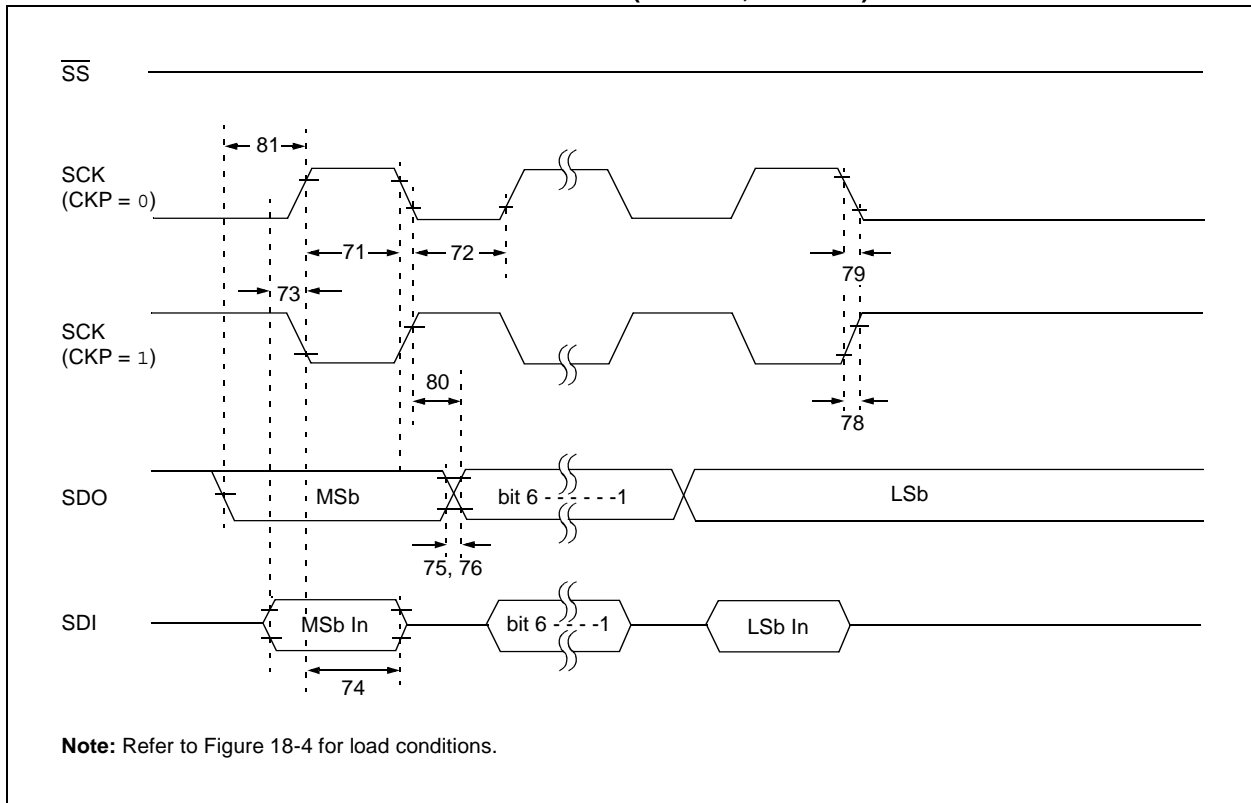 SS
81
SCK
(CKP = 0)
71
72
79
73
SCK
(CKP = 1)
80
78
SDO
MSb
bit 6 - - - - - -1
LSb
75, 76
SDI
MSb In
bit 6 - - - -1
LSb In
74
Note: Refer to Figure 18-4 for load conditions.